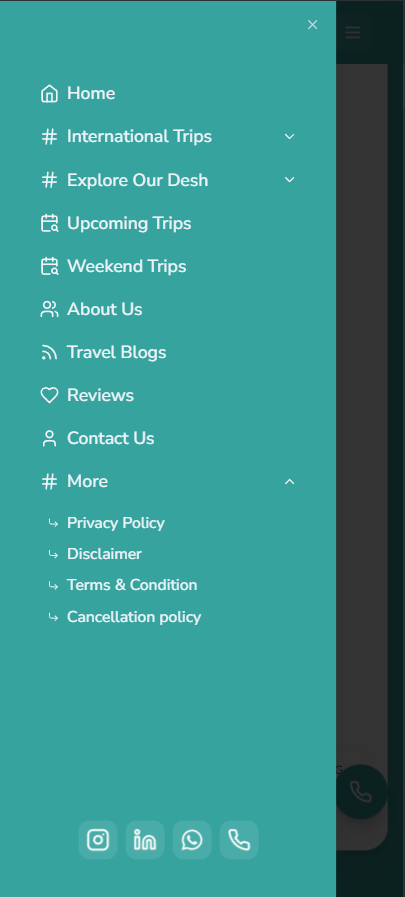 Home
International Trips
Explore Our Desh
Upcoming Trips
Weekend Trips
About Us
Travel Blogs
Reviews
Contact Us
More
Privacy Policy
Disclaimer
Terms & Condition
Cancellation policy